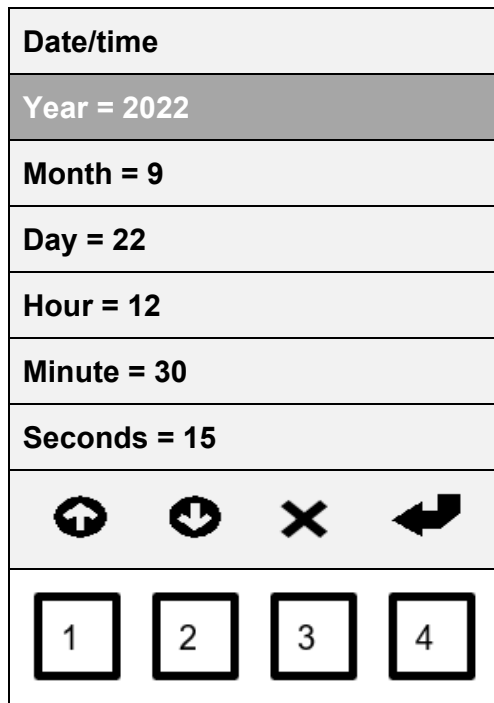 Date/time
Year = 2022
Month = 9
Day = 22
Hour = 12
Minute = 30
Seconds = 15
1 2 3 4